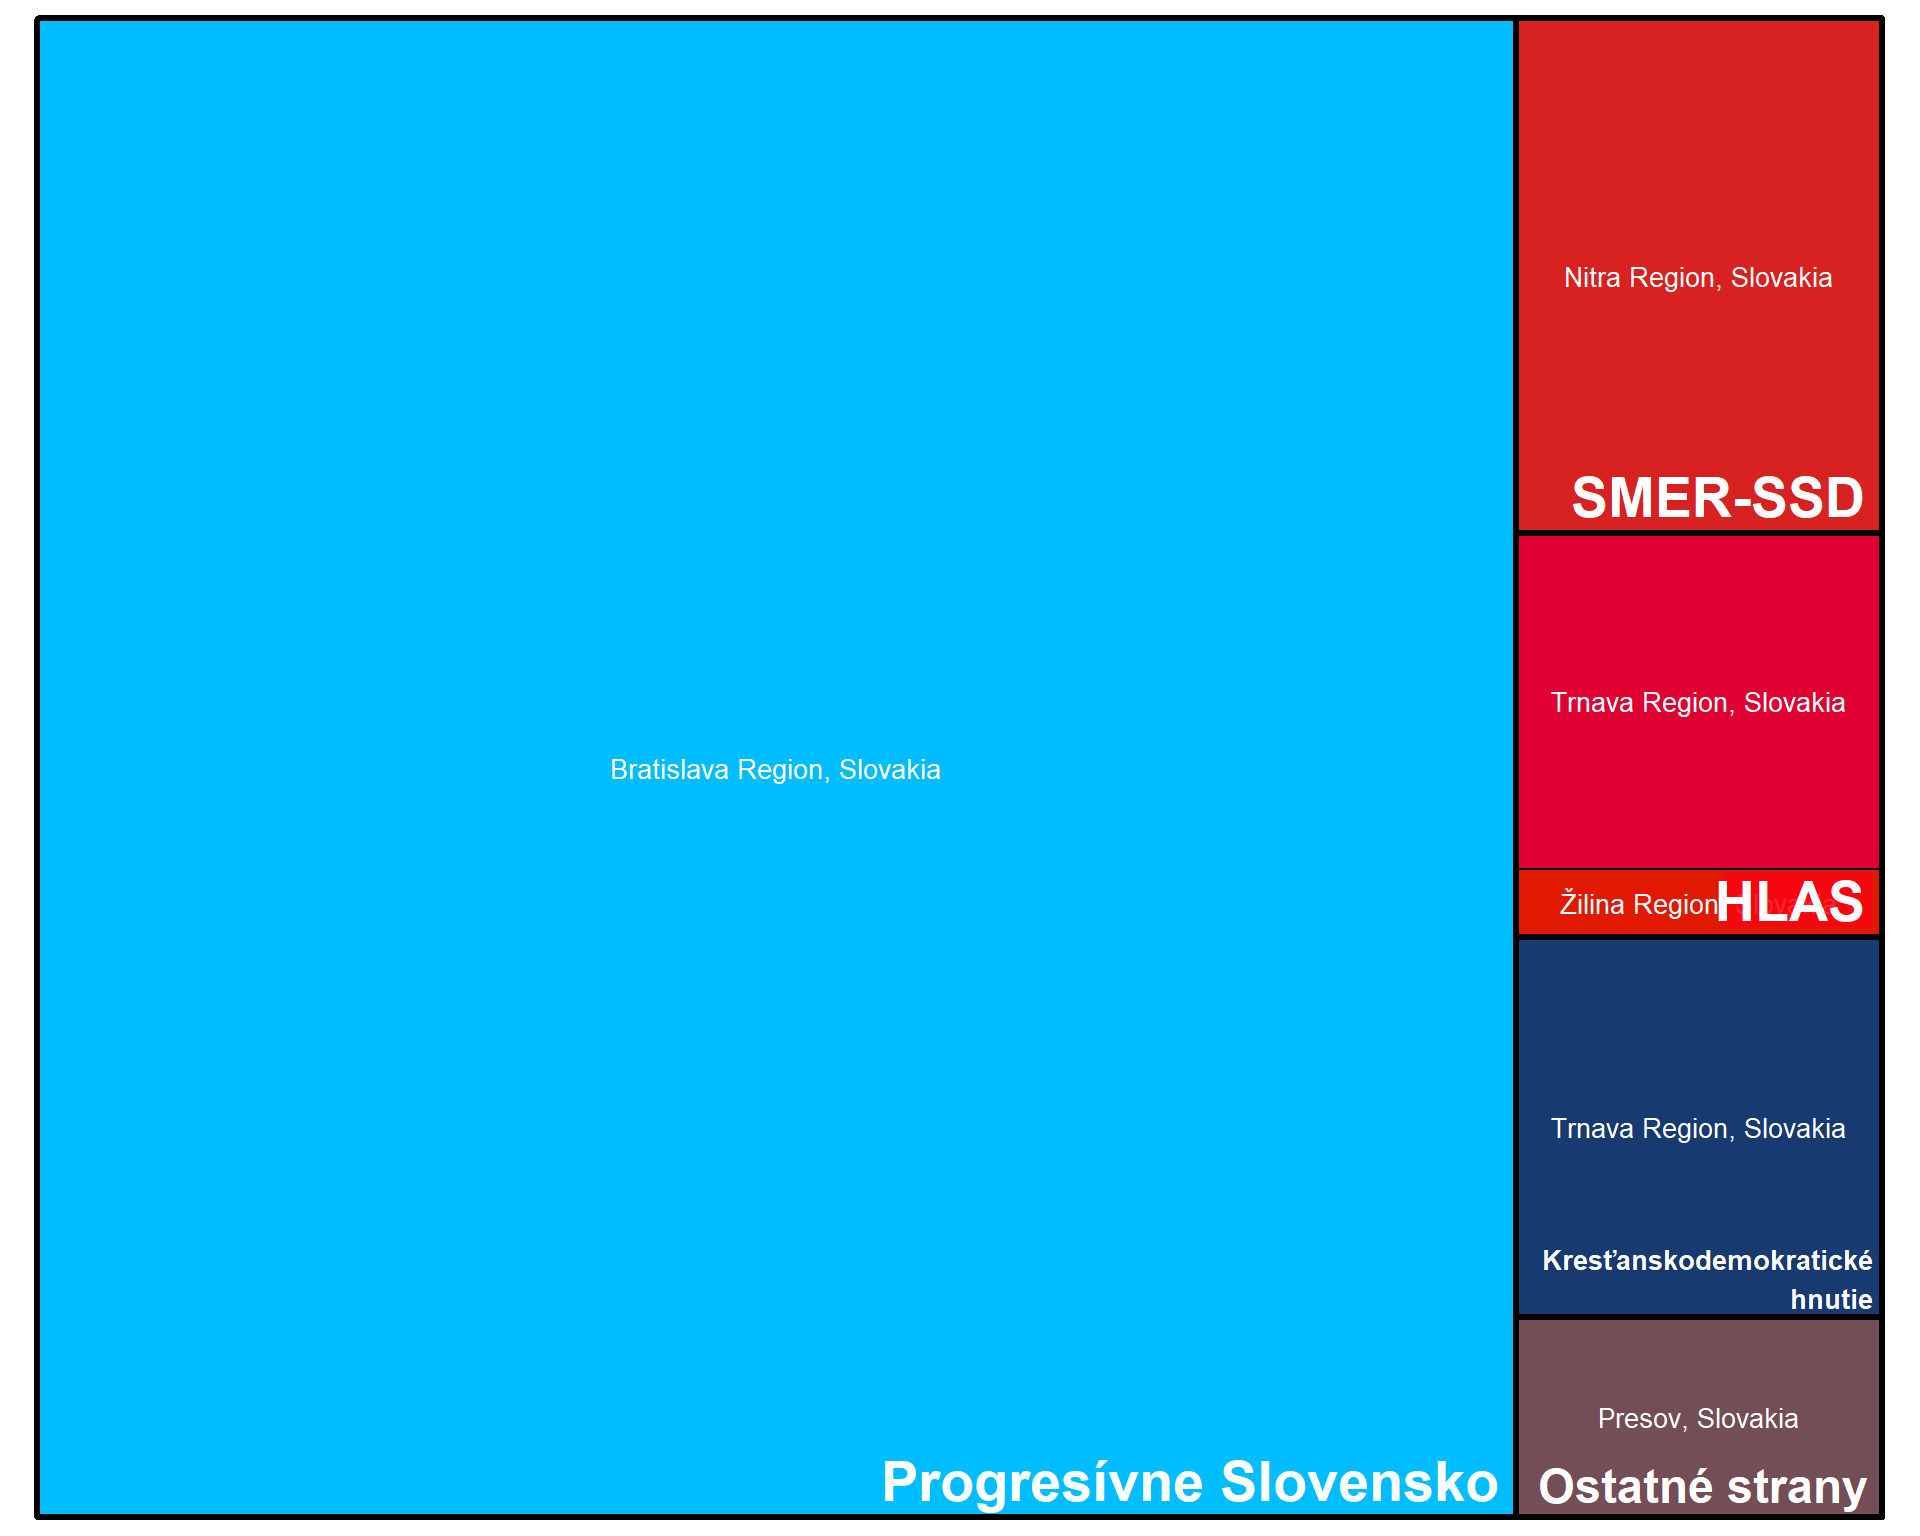 Bratislava Region, Slovakia
Progresívne Slovensko
Nitra Region, Slovakia
SMER-SSD
Trnava Region, Slovakia
Žilina Region
HLAS
Trnava Region, Slovakia
Kresťanskodemokratické
hnutie
Presov, Slovakia
Ostatné strany